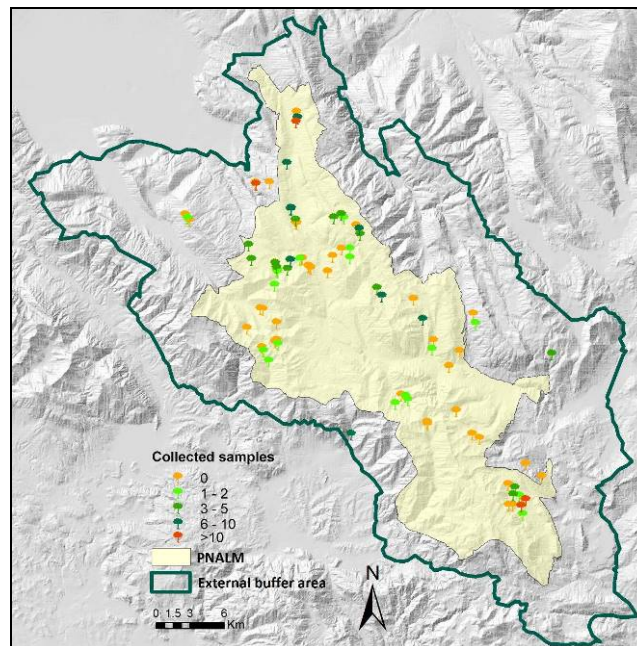 Collected samples
0
1 - 2
3 - 5
6 - 10
>10
PNALM
External buffer area
N
0 1.5 3 6
Km